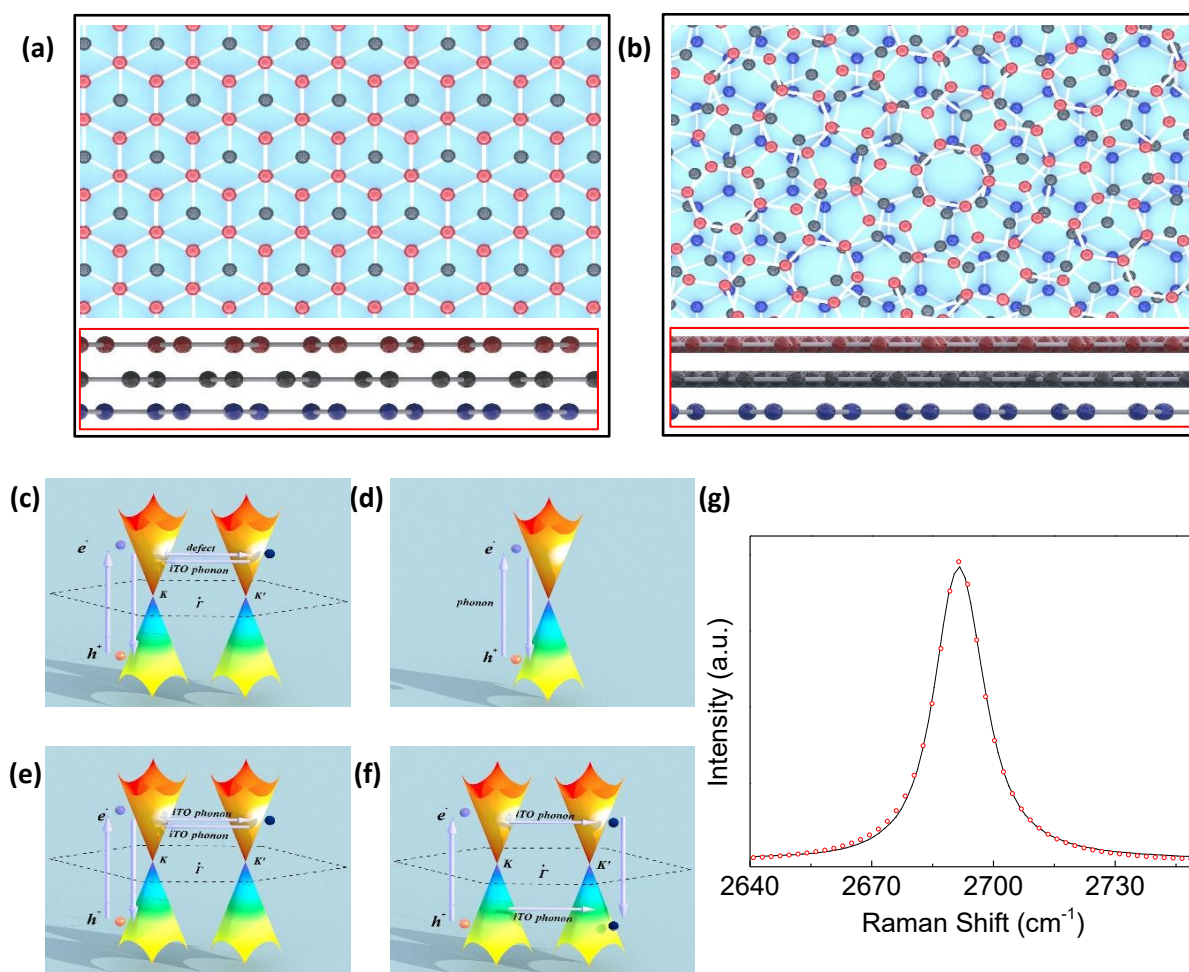 (a)
(b)
(c)
e-
h+
defect
iTO phonon
K
Γ
K'
(d)
e-
phonon
h+
(e)
e-
h+
iTO phonon
iTO phonon
K
Γ
K'
(f)
e-
h+
iTO phonon
K
Γ
K'
iTO phonon
(g)
Intensity (a.u.)
2640 2670 2700 2730
Raman Shift (cm-1)